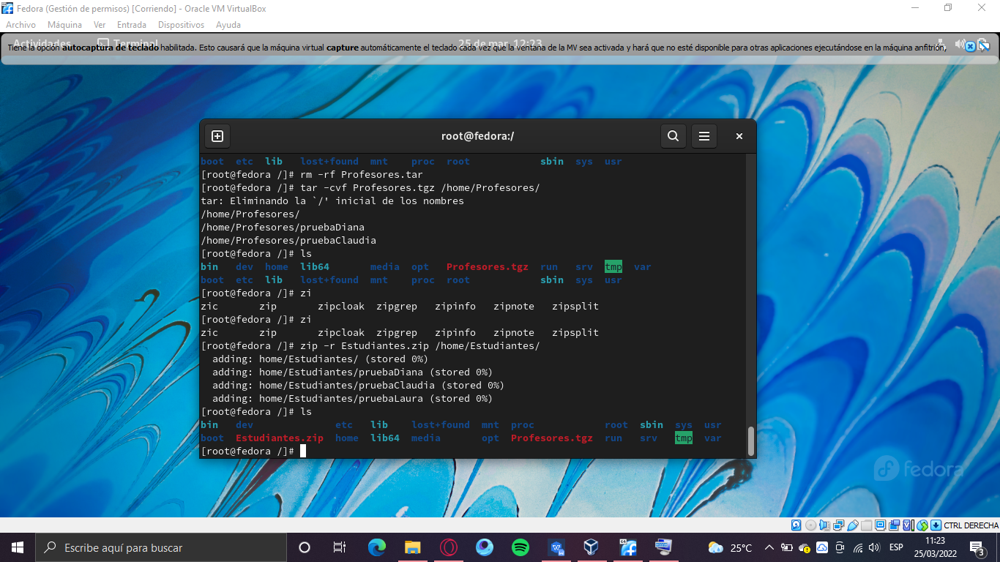 Fedora (Gestión de permisos) [Corriendo] - Oracle VM VirtualBox
Archivo Máquina Ver Entrada Dispositivos Ayuda
Actividades Terminal 25 de mar 12:23
Tiene la opción autocaptura de teclado habilitada. Esto causará que la máquina virtual capture automáticamente el teclado cada vez que la ventana de la MV sea activada y hará que no esté disponible para otras aplicaciones ejecutándose en la máquina anfitrión,
root@fedora:/
boot etc lib lost+found mnt proc root sbin sys usr
[root@fedora /]# rm -rf Profesores.tar
[root@fedora /]# tar -cvf Profesores.tgz /home/Profesores/
tar: Eliminando la `/' inicial de los nombres
/home/Profesores/
/home/Profesores/pruebaDiana
/home/Profesores/pruebaClaudia
[root@fedora /]# ls
bin dev home lib64 media opt Profesores.tgz run srv tmp var
boot etc lib lost+found mnt proc root sbin sys usr
[root@fedora /]# zi
zic zip zipcloak zipgrep zipinfo zipnote zipsplit
[root@fedora /]# zi
zic zip zipcloak zipgrep zipinfo zipnote zipsplit
[root@fedora /]# zip -r Estudiantes.zip /home/Estudiantes/
adding: home/Estudiantes/ (stored 0%)
adding: home/Estudiantes/pruebaDiana (stored 0%)
adding: home/Estudiantes/pruebaClaudia (stored 0%)
adding: home/Estudiantes/pruebaLaura (stored 0%)
[root@fedora /]# ls
bin dev etc lib lost+found mnt proc root sbin sys usr
boot Estudiantes.zip home lib64 media opt Profesores.tgz run srv tmp var
[root@fedora /]#
fedora
CTRL DERECHA
Escribe aquí para buscar
25°C
ESP
11:23
25/03/2022
3